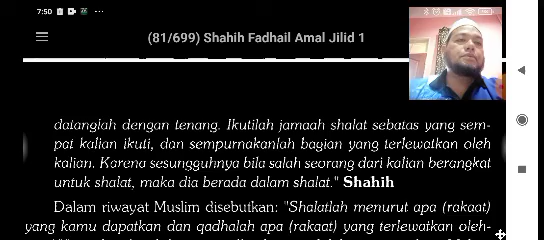 7:50
(81/699) Shahih Fadhail Amal Jilid 1
datanglah dengan tenang. Ikutilah jamaah shalat sebatas yang sem-
pat kalian ikuti, dan sempurnakanlah bagian yang terlewatkan oleh
kalian. Karena sesungguhnya bila salah seorang dari kalian berangkat
untuk shalat, maka dia berada dalam shalat." Shahih
Dalam riwayat Muslim disebutkan: "Shalatlah menurut apa (rakaat)
yang kamu dapatkan dan qadhalah apa (rakaat) yang terlewatkan oleh-